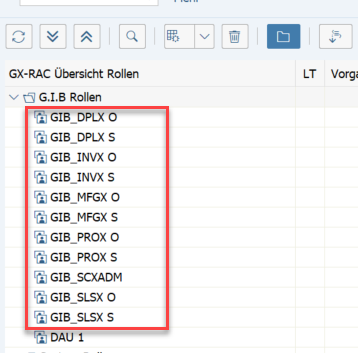 Mehr
GX-RAC Übersicht Rollen LT Vorga
G.I.B Rollen
GIB_DPLX O
GIB_DPLX S
GIB_INVX O
GIB_INVX S
GIB_MFGX O
GIB_MFGX S
GIB_PROX O
GIB_PROX S
GIB_SCXADM
GIB_SLSX O
GIB_SLSX S
DAU 1